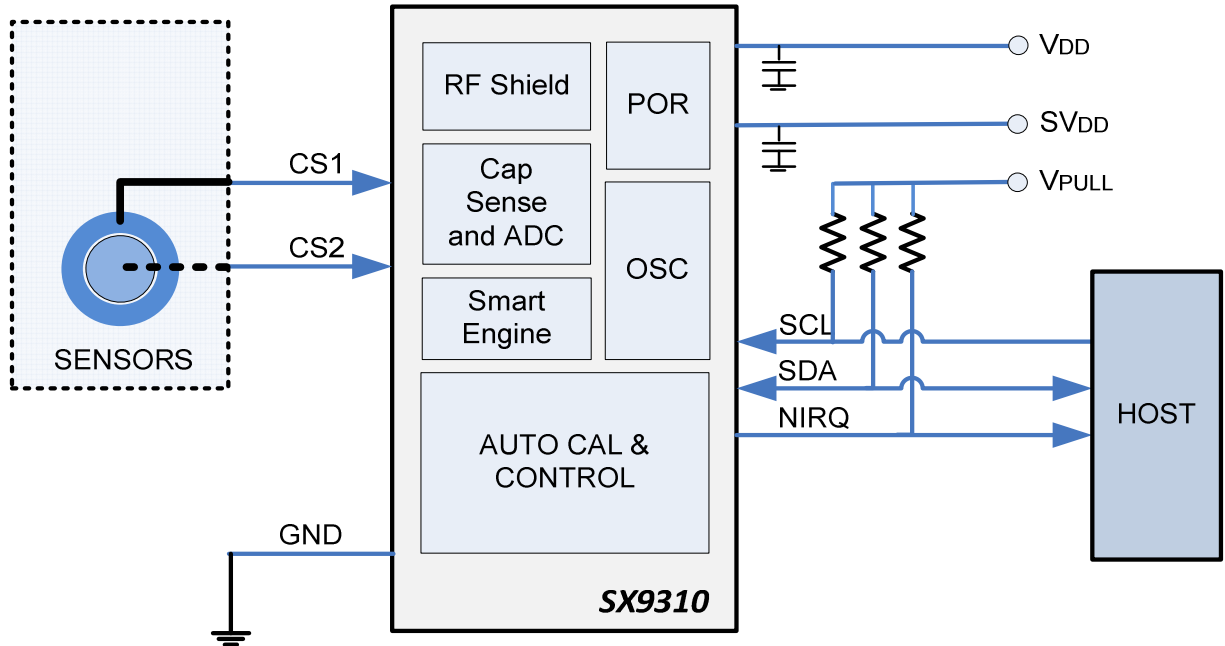 RF Shield
POR
VDD
SVDD
VPULL
CS1
Cap
Sense
and ADC
CS2
OSC
Smart
Engine
SENSORS
SCL
SDA
NIRQ
HOST
AUTO CAL &
CONTROL
GND
SX9310